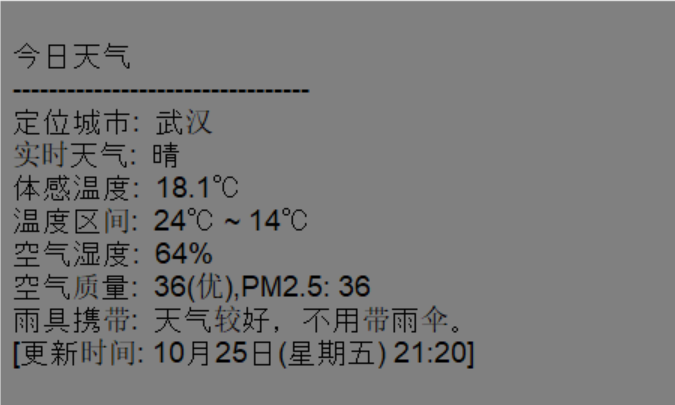 今日天气
---------------------------------
定位城市: 武汉
实时天气: 晴
体感温度: 18.1℃
温度区间: 24℃ ~ 14℃
空气湿度: 64%
空气质量: 36(优),PM2.5: 36
雨具携带: 天气较好，不用带雨伞。
[更新时间: 10月25日(星期五) 21:20]